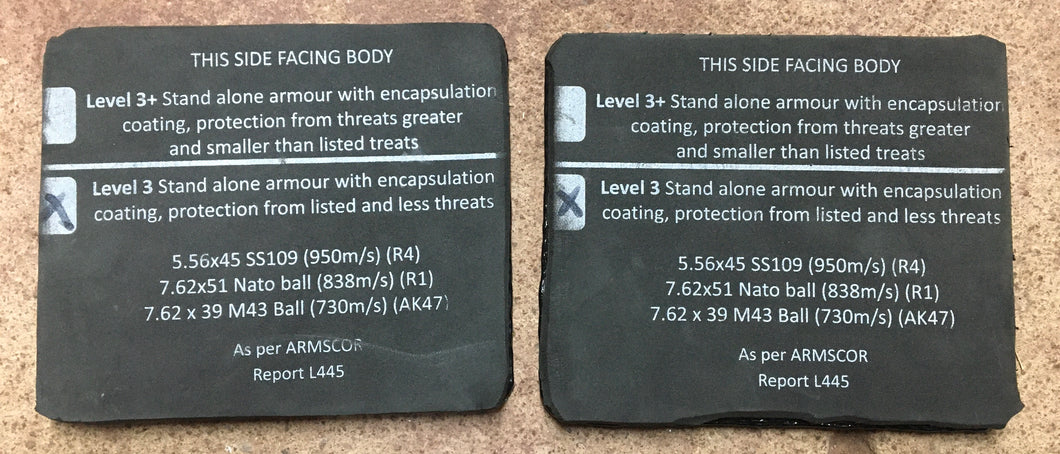 THIS SIDE FACING BODY
Level 3+ Stand alone armour with encapsulation
coating, protection from threats greater
and smaller than listed treats
X Level 3 Stand alone armour with encapsulation
coating, protection from listed and less threats
5.56x45 SS109 (950m/s) (R4)
7.62x51 Nato ball (838m/s) (R1)
7.62 x 39 M43 Ball (730m/s) (AK47)
As per ARMSCOR
Report L445
THIS SIDE FACING BODY
Level 3+ Stand alone armour with encapsulation
coating, protection from threats greater
and smaller than listed treats
X Level 3 Stand alone armour with encapsulation
coating, protection from listed and less threats
5.56x45 SS109 (950m/s) (R4)
7.62x51 Nato ball (838m/s) (R1)
7.62 x 39 M43 Ball (730m/s) (AK47)
As per ARMSCOR
Report L445